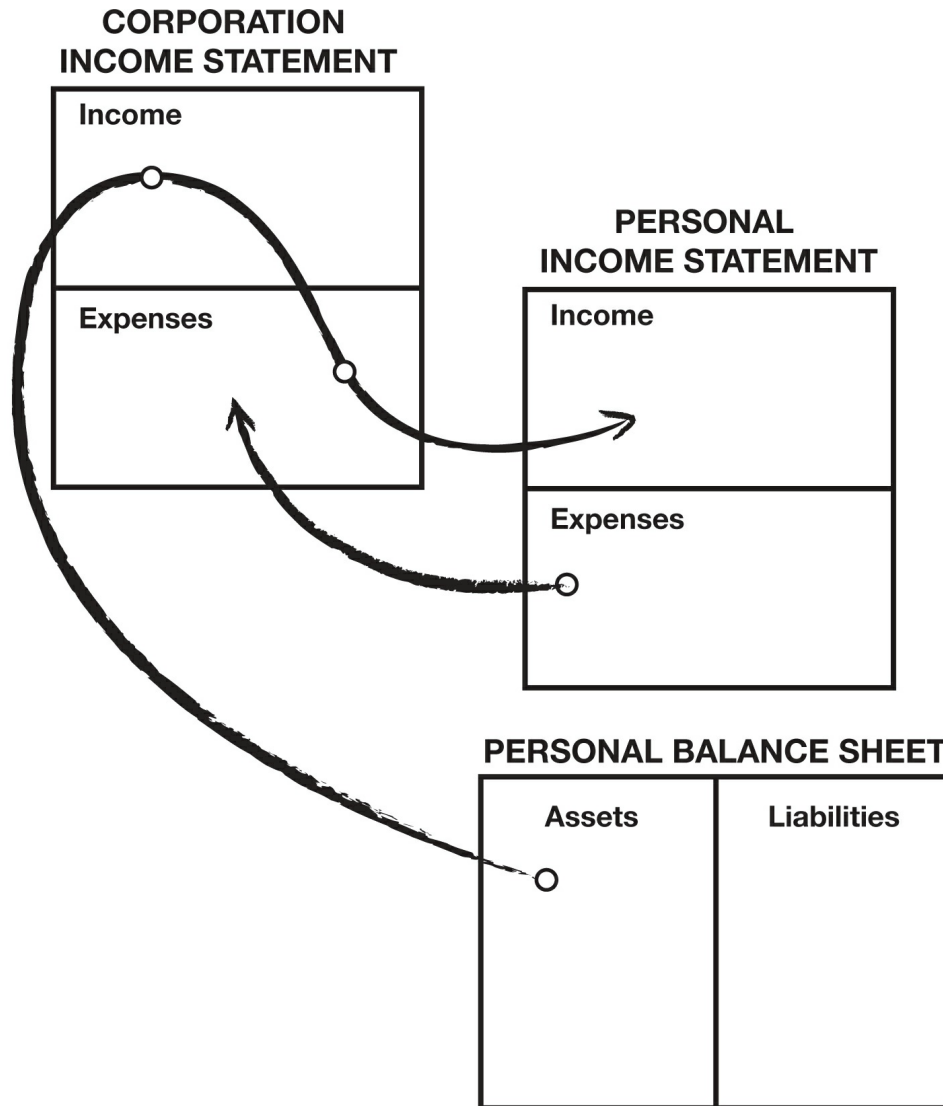 CORPORATION
INCOME STATEMENT
Income
Expenses
PERSONAL
INCOME STATEMENT
Income
Expenses
PERSONAL BALANCE SHEET
Assets
Liabilities